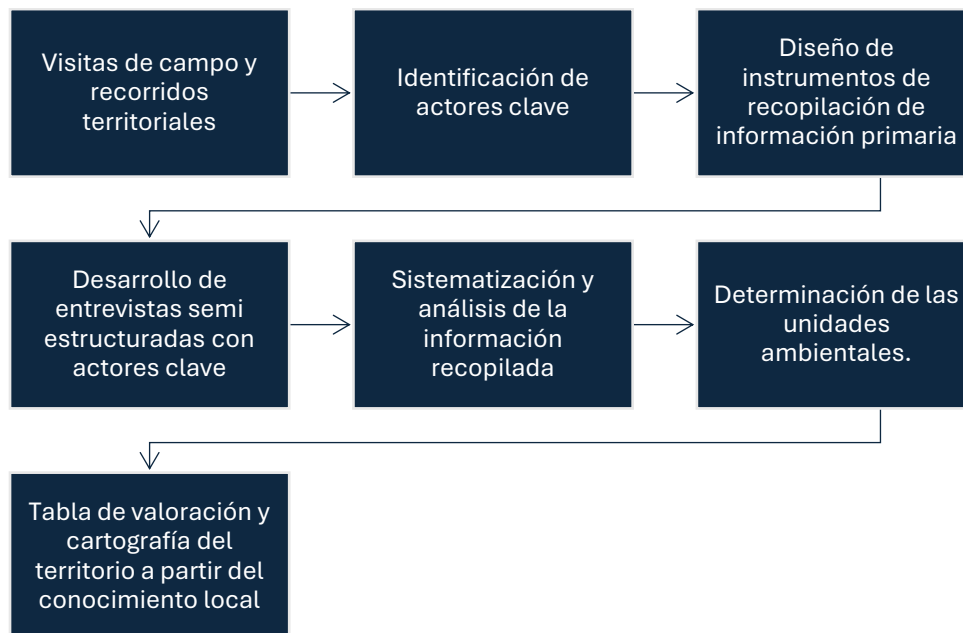 Visitas de campo y
recorridos
territoriales
Identificación de
actores clave
Diseño de
instrumentos de
recopilación de
información primaria
Desarrollo de
entrevistas semi
estructuradas con
actores clave
Sistematización y
análisis de la
información
recopilada
Determinación de las
unidades
ambientales.
Tabla de valoración y
cartografía del
territorio a partir del
conocimiento local